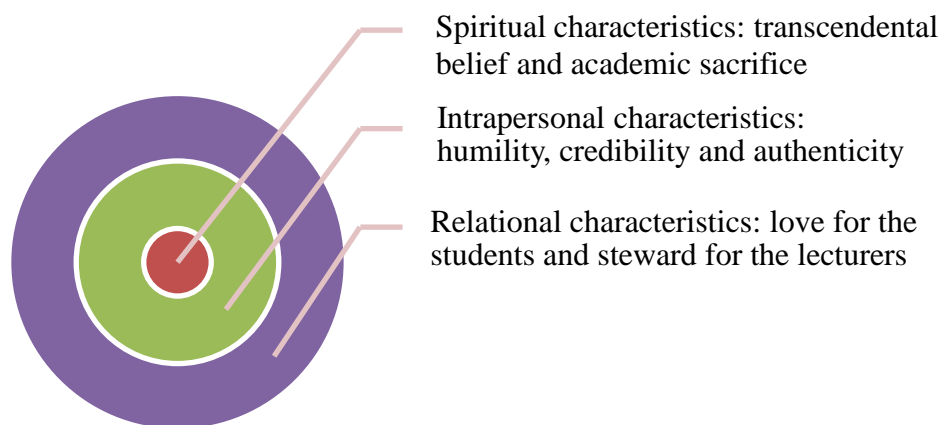 Spiritual characteristics: transcendental
belief and academic sacrifice
Intrapersonal characteristics:
humility, credibility and authenticity
Relational characteristics: love for the
students and steward for the lecturers